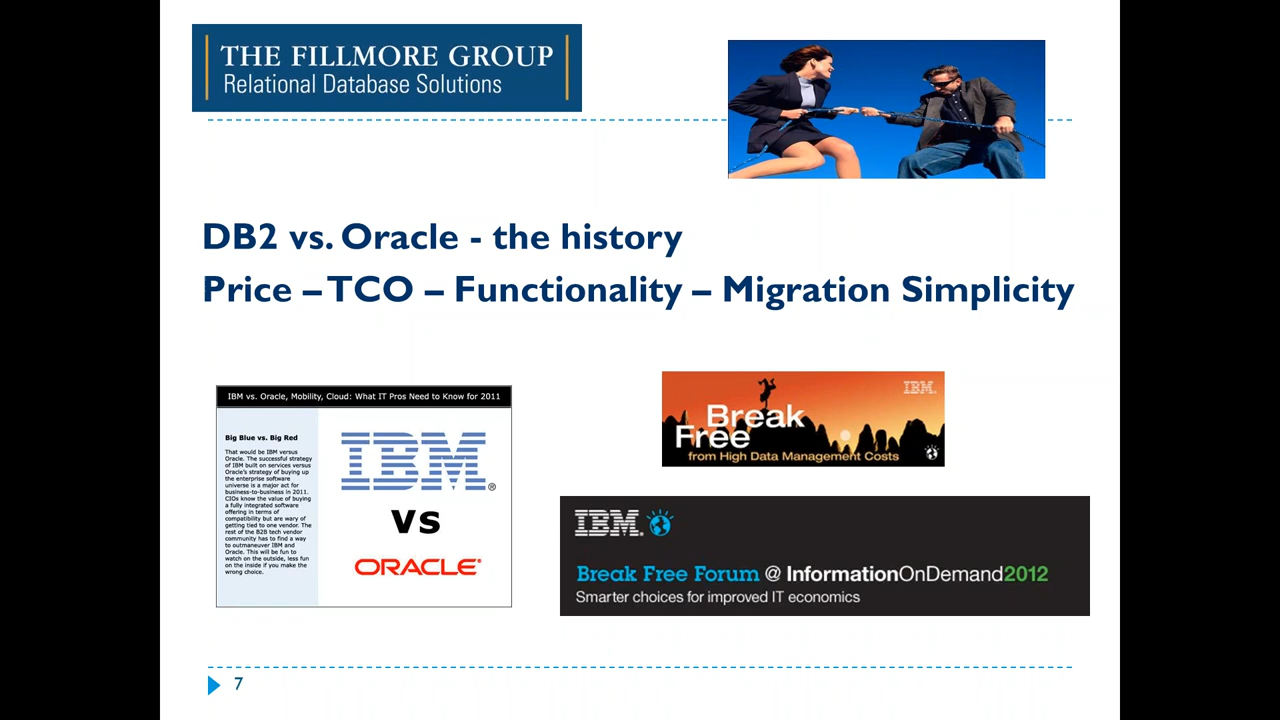 THE FILLMORE GROUP
Relational Database Solutions
DB2 vs. Oracle - the history
Price – TCO – Functionality – Migration Simplicity
IBM vs. Oracle, Mobility, Cloud: What IT Pros Need to Know for 2011
Big Blue vs. Big Red
That would be IBM versus
Oracle. The successful strategy
of IBM built on services versus
Oracle's strategy of buying up
the enterprise software
universe is a major act for
business-to-business in 2011.
CIOs know the value of buying
a fully integrated software
offering in terms of
compatibility but are wary of
getting tied to one vendor. The
rest of the B2B tech vendor
community has to find a way
to outmaneuver IBM and
Oracle. This will be fun to
watch on the outside, less fun
on the inside if you make the
wrong choice.
IBM®
vs
ORACLE®
IBM
Break
Free
from High Data Management Costs
IBM.
Break Free Forum @ InformationOnDemand2012
Smarter choices for improved IT economics
7